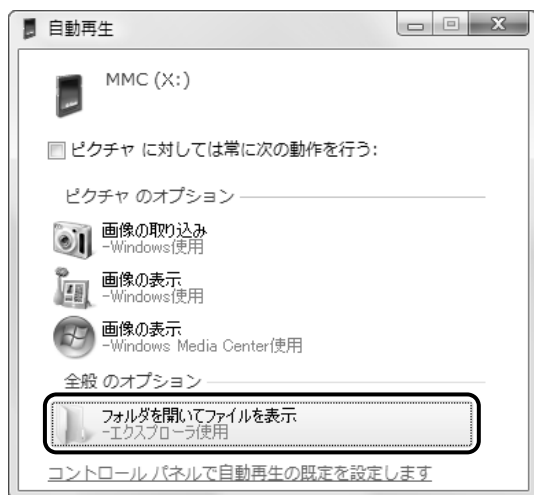 自動再生
MMC (X:)
ピクチャ に対しては常に次の動作を行う:
ピクチャ のオプション
画像の取り込み
-Windows使用
画像の表示
-Windows使用
画像の表示
-Windows Media Center使用
全般 のオプション
フォルダを開いてファイルを表示
-エクスプローラ使用
コントロール パネルで自動再生の既定を設定します